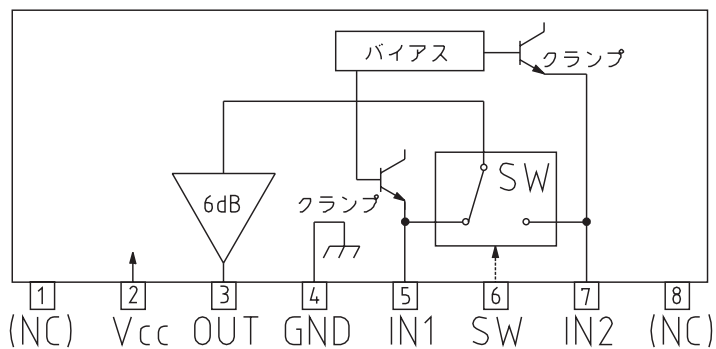 バイアス
クランプ
6dB
クランプ
SW
1 2 3 4 5 6 7 8
(NC) Vcc OUT GND IN1 SW IN2 (NC)